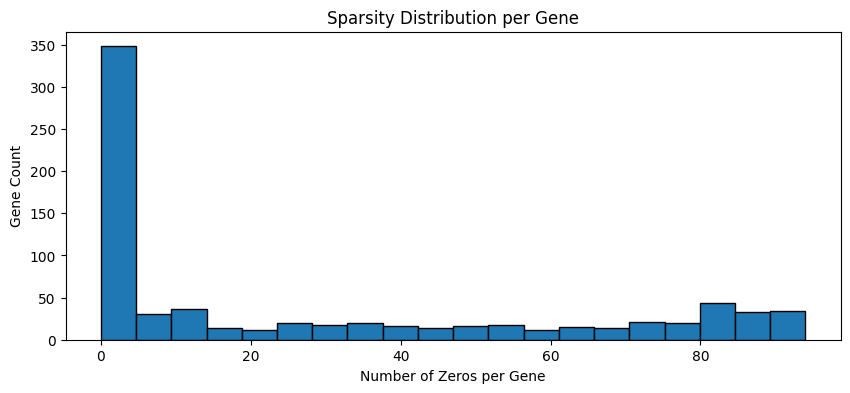 Sparsity Distribution per Gene
350
300
250
200
150
100
50
0
Gene Count
0 20 40 60 80
Number of Zeros per Gene